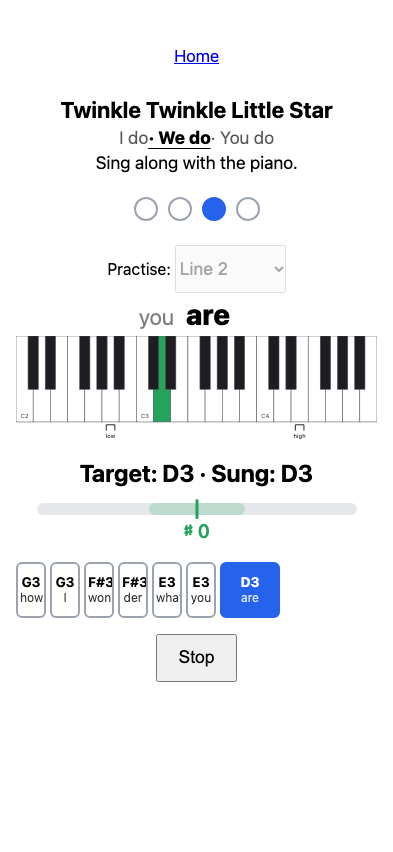 Home
Twinkle Twinkle Little Star
I do · We do · You do
Sing along with the piano.
Practise: Line 2
you are
C2 C3 C4
low high
Target: D3 · Sung: D3
♯ 0
G3 G3 F#3 F#3 E3 E3 D3
how I won der what you are
Stop